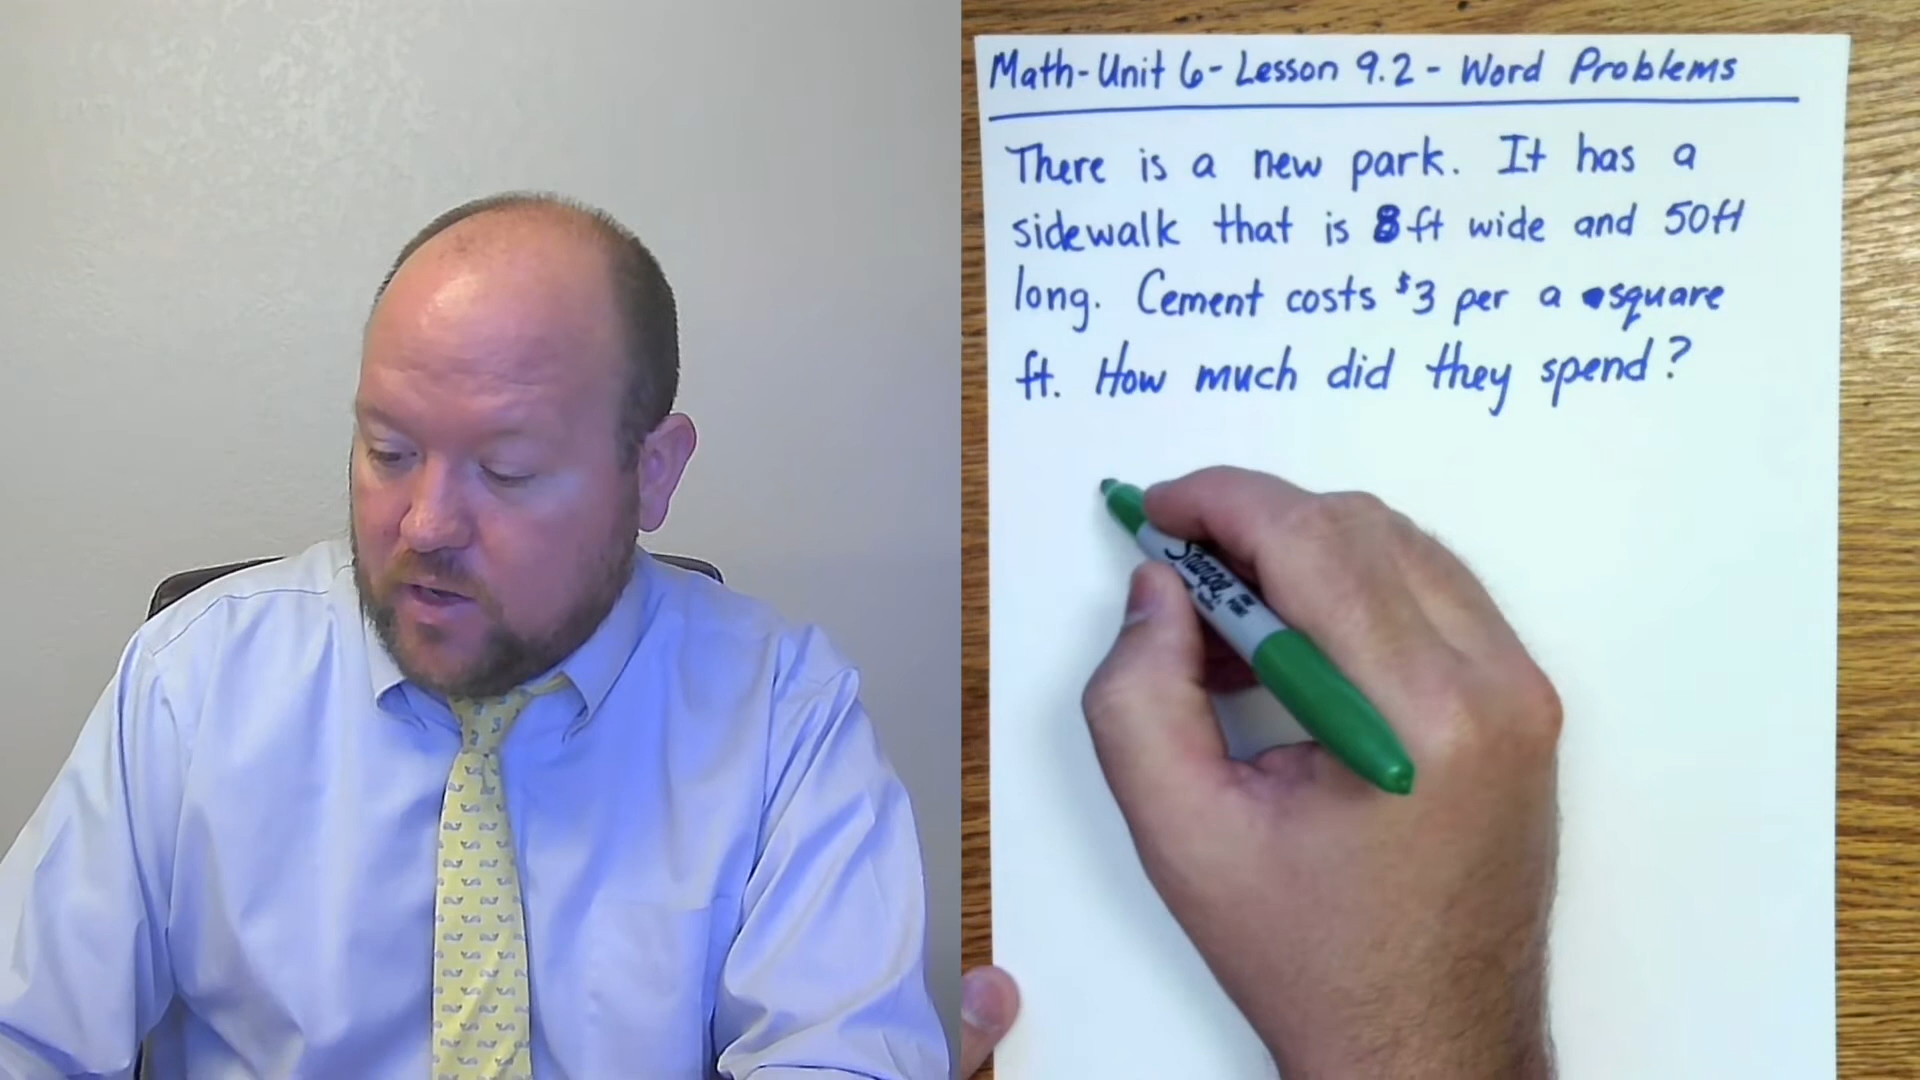 Math-Unit 6-Lesson 9.2- Word Problems
There is a new park. It has a
sidewalk that is 8ft wide and 50ft
long. Cement costs $3 per a square
ft. How much did they spend?
Sharpie